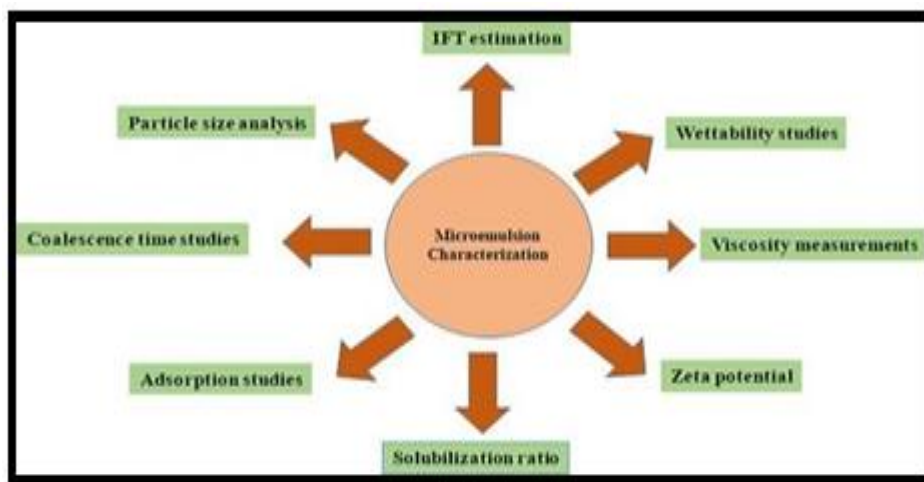 IFT estimation
Particle size analysis
Wettability studies
Coalescence time studies
Microemulsion
Characterization
Viscosity measurements
Adsorption studies
Zeta potential
Solubilization ratio